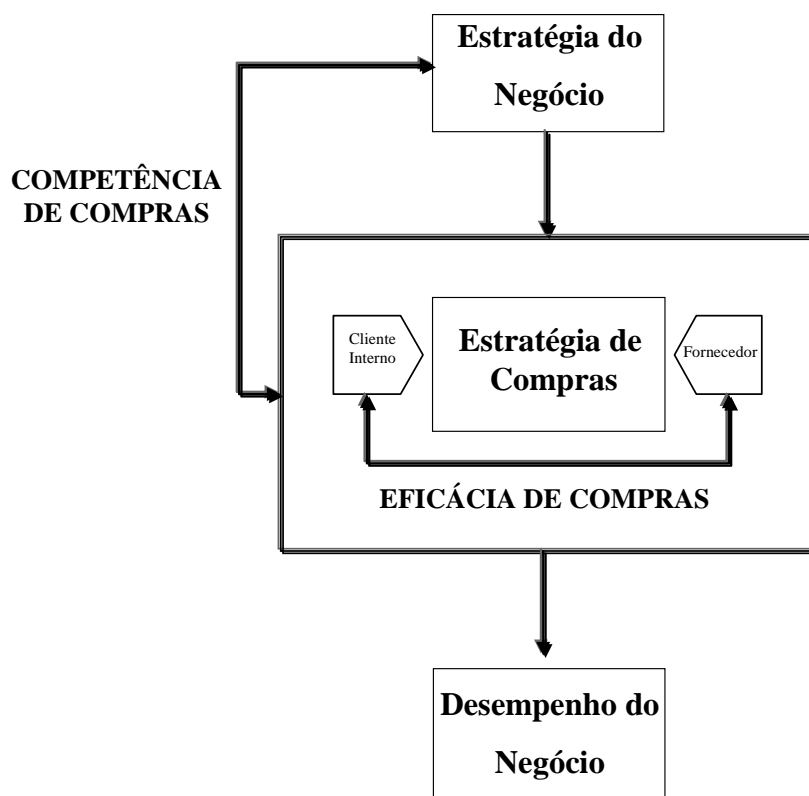 Estratégia do
Negócio
COMPETÊNCIA
DE COMPRAS
Cliente
Interno
Estratégia de
Compras
Fornecedor
EFICÁCIA DE COMPRAS
Desempenho do
Negócio